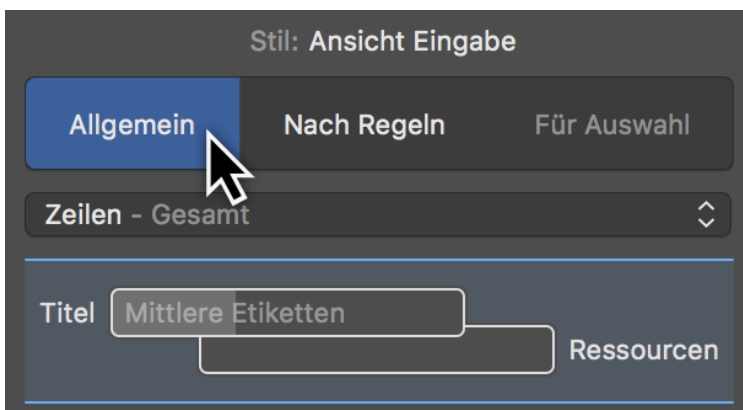 Stil: Ansicht Eingabe
Allgemein Nach Regeln Für Auswahl
Zeilen - Gesamt
Titel Mittlere Etiketten
Ressourcen